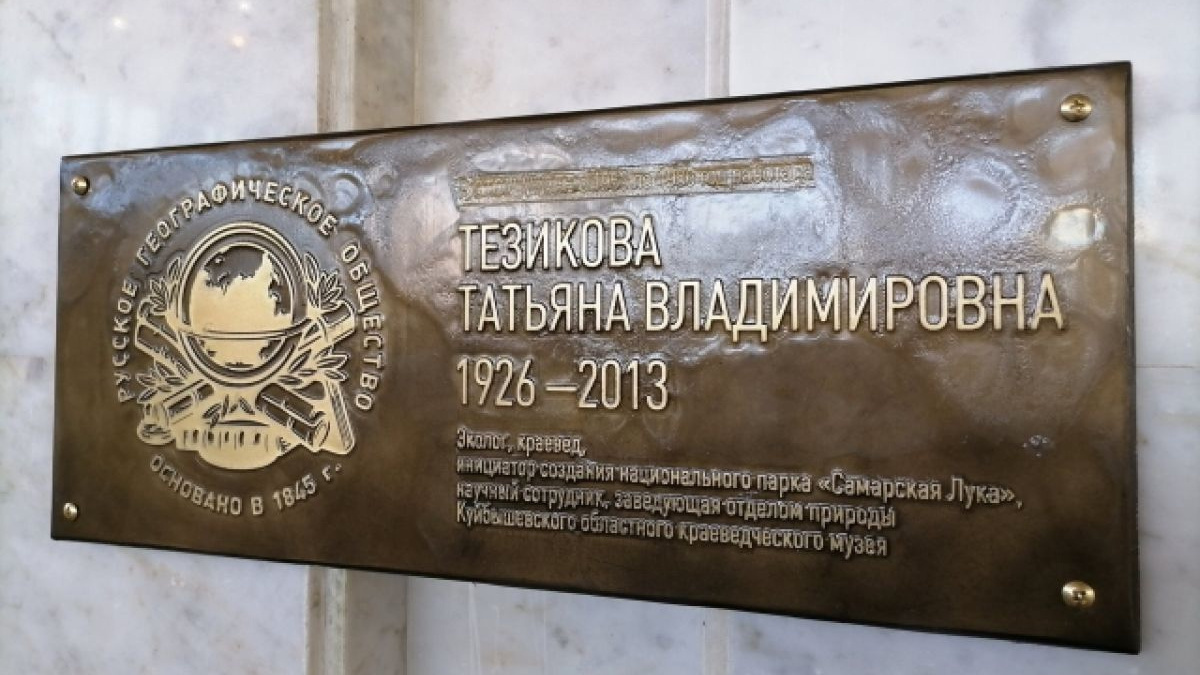 РУССКОЕ ГЕОГРАФИЧЕСКОЕ ОБЩЕСТВО
ОСНОВАНО В 1845 г.
ТЕЗИКОВА
ТАТЬЯНА ВЛАДИМИРОВНА
1926 – 2013
Эколог, краевед,
инициатор создания национального парка «Самарская Лука»,
научный сотрудник, заведующая отделом природы
Куйбышевского областного краеведческого музея